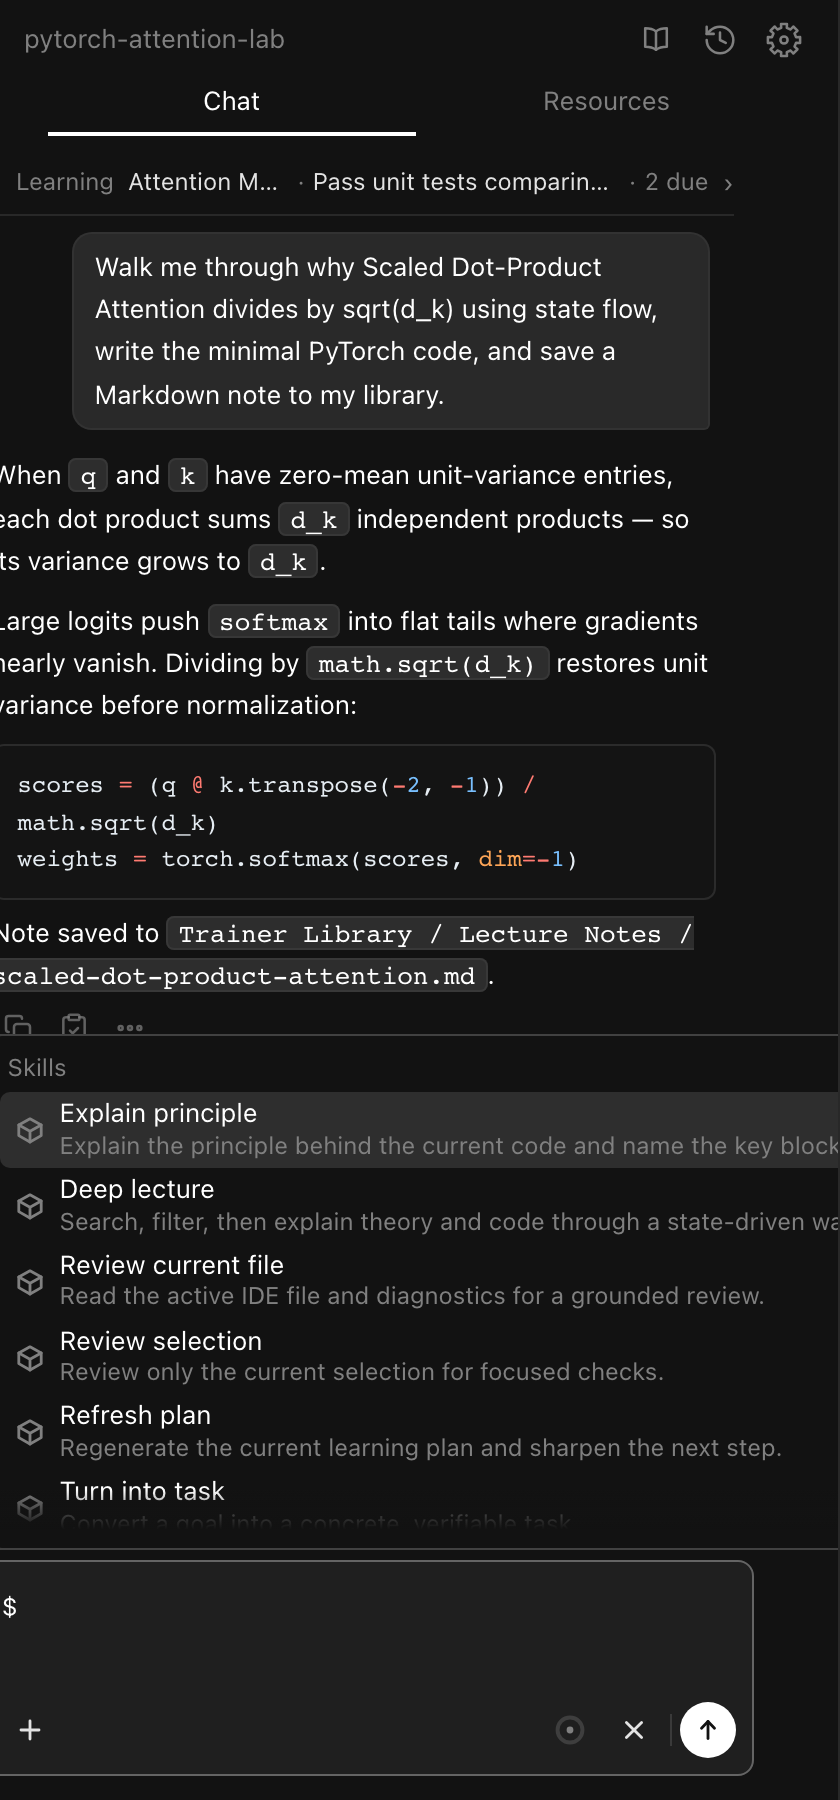 pytorch-attention-lab
Chat
Resources
Learning Attention M... · Pass unit tests comparin... · 2 due ›
Walk me through why Scaled Dot-Product
Attention divides by sqrt(d_k) using state flow,
write the minimal PyTorch code, and save a
Markdown note to my library.
When q and k have zero-mean unit-variance entries,
each dot product sums d_k independent products — so
its variance grows to d_k.
Large logits push softmax into flat tails where gradients
nearly vanish. Dividing by math.sqrt(d_k) restores unit
variance before normalization:
scores = (q @ k.transpose(-2, -1)) /
math.sqrt(d_k)
weights = torch.softmax(scores, dim=-1)
Note saved to Trainer Library / Lecture Notes /
scaled-dot-product-attention.md.
Skills
Explain principle
Explain the principle behind the current code and name the key block
Deep lecture
Search, filter, then explain theory and code through a state-driven wa
Review current file
Read the active IDE file and diagnostics for a grounded review.
Review selection
Review only the current selection for focused checks.
Refresh plan
Regenerate the current learning plan and sharpen the next step.
Turn into task
Convert a goal into a concrete, verifiable task
$